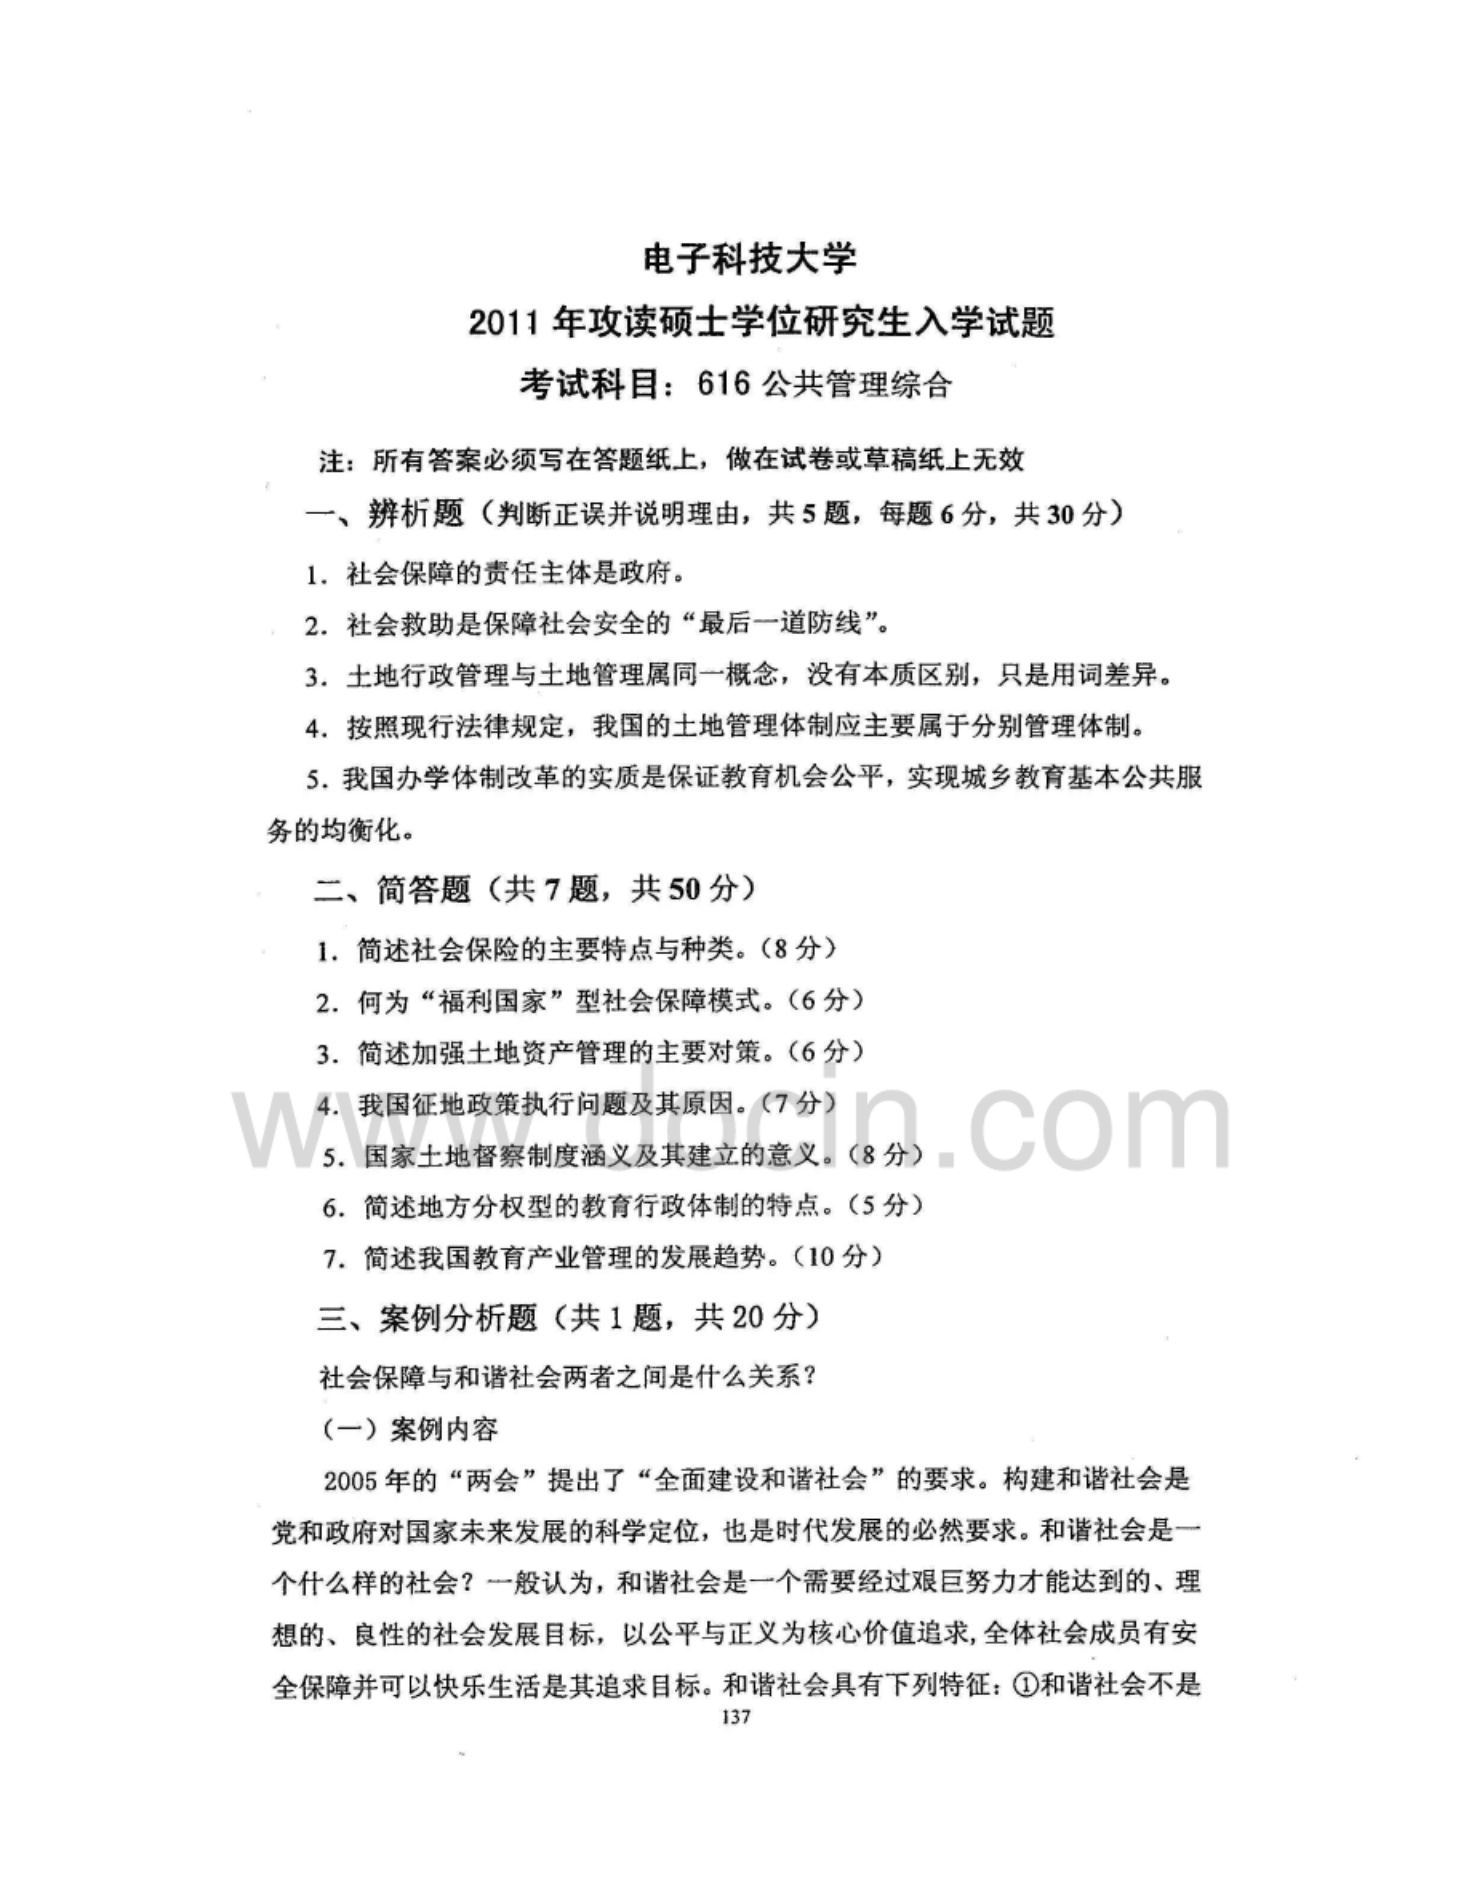 电子科技大学
2011 年攻读硕士学位研究生入学试题
考试科目：616 公共管理综合
注：所有答案必须写在答题纸上，做在试卷或草稿纸上无效
一、辨析题（判断正误并说明理由，共 5 题，每题 6 分，共 30 分）
1．社会保障的责任主体是政府。
2．社会救助是保障社会安全的“最后一道防线”。
3．土地行政管理与土地管理属同一概念，没有本质区别，只是用词差异。
4．按照现行法律规定，我国的土地管理体制应主要属于分别管理体制。
5．我国办学体制改革的实质是保证教育机会公平，实现城乡教育基本公共服
务的均衡化。
二、简答题（共 7 题，共 50 分）
1．简述社会保险的主要特点与种类。（8 分）
2．何为“福利国家”型社会保障模式。（6 分）
3．简述加强土地资产管理的主要对策。（6 分）
4．我国征地政策执行问题及其原因。（7 分）
5．国家土地督察制度涵义及其建立的意义。（8 分）
6．简述地方分权型的教育行政体制的特点。（5 分）
7．简述我国教育产业管理的发展趋势。（10 分）
三、案例分析题（共 1 题，共 20 分）
社会保障与和谐社会两者之间是什么关系？
（一）案例内容
2005 年的“两会”提出了“全面建设和谐社会”的要求。构建和谐社会是
党和政府对国家未来发展的科学定位，也是时代发展的必然要求。和谐社会是一
个什么样的社会？一般认为，和谐社会是一个需要经过艰巨努力才能达到的、理
想的、良性的社会发展目标，以公平与正义为核心价值追求,全体社会成员有安
全保障并可以快乐生活是其追求目标。和谐社会具有下列特征：①和谐社会不是
137
www.docin.com